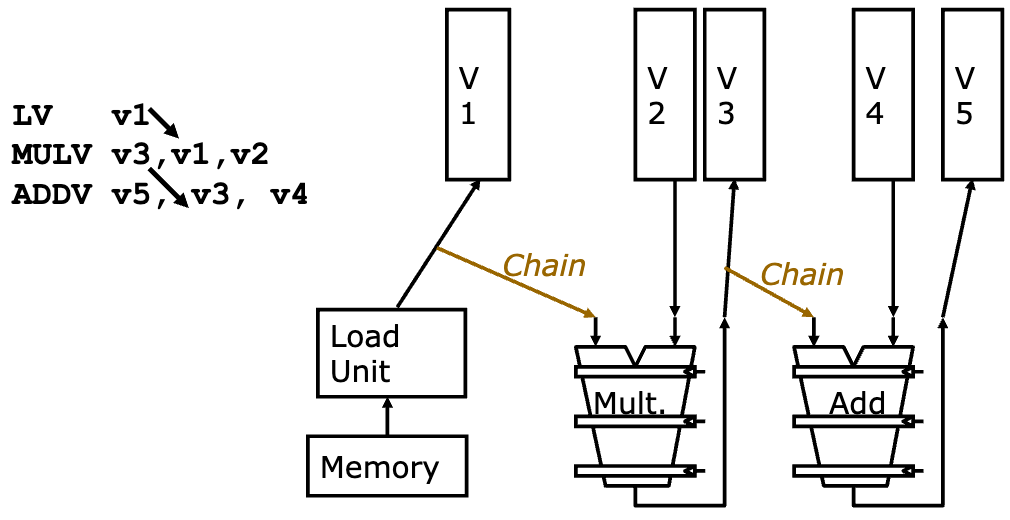 LV v1
MULV v3,v1,v2
ADDV v5, v3, v4
V
1
V
2
V
3
V
4
V
5
Chain
Chain
Load
Unit
Mult.
Add
Memory